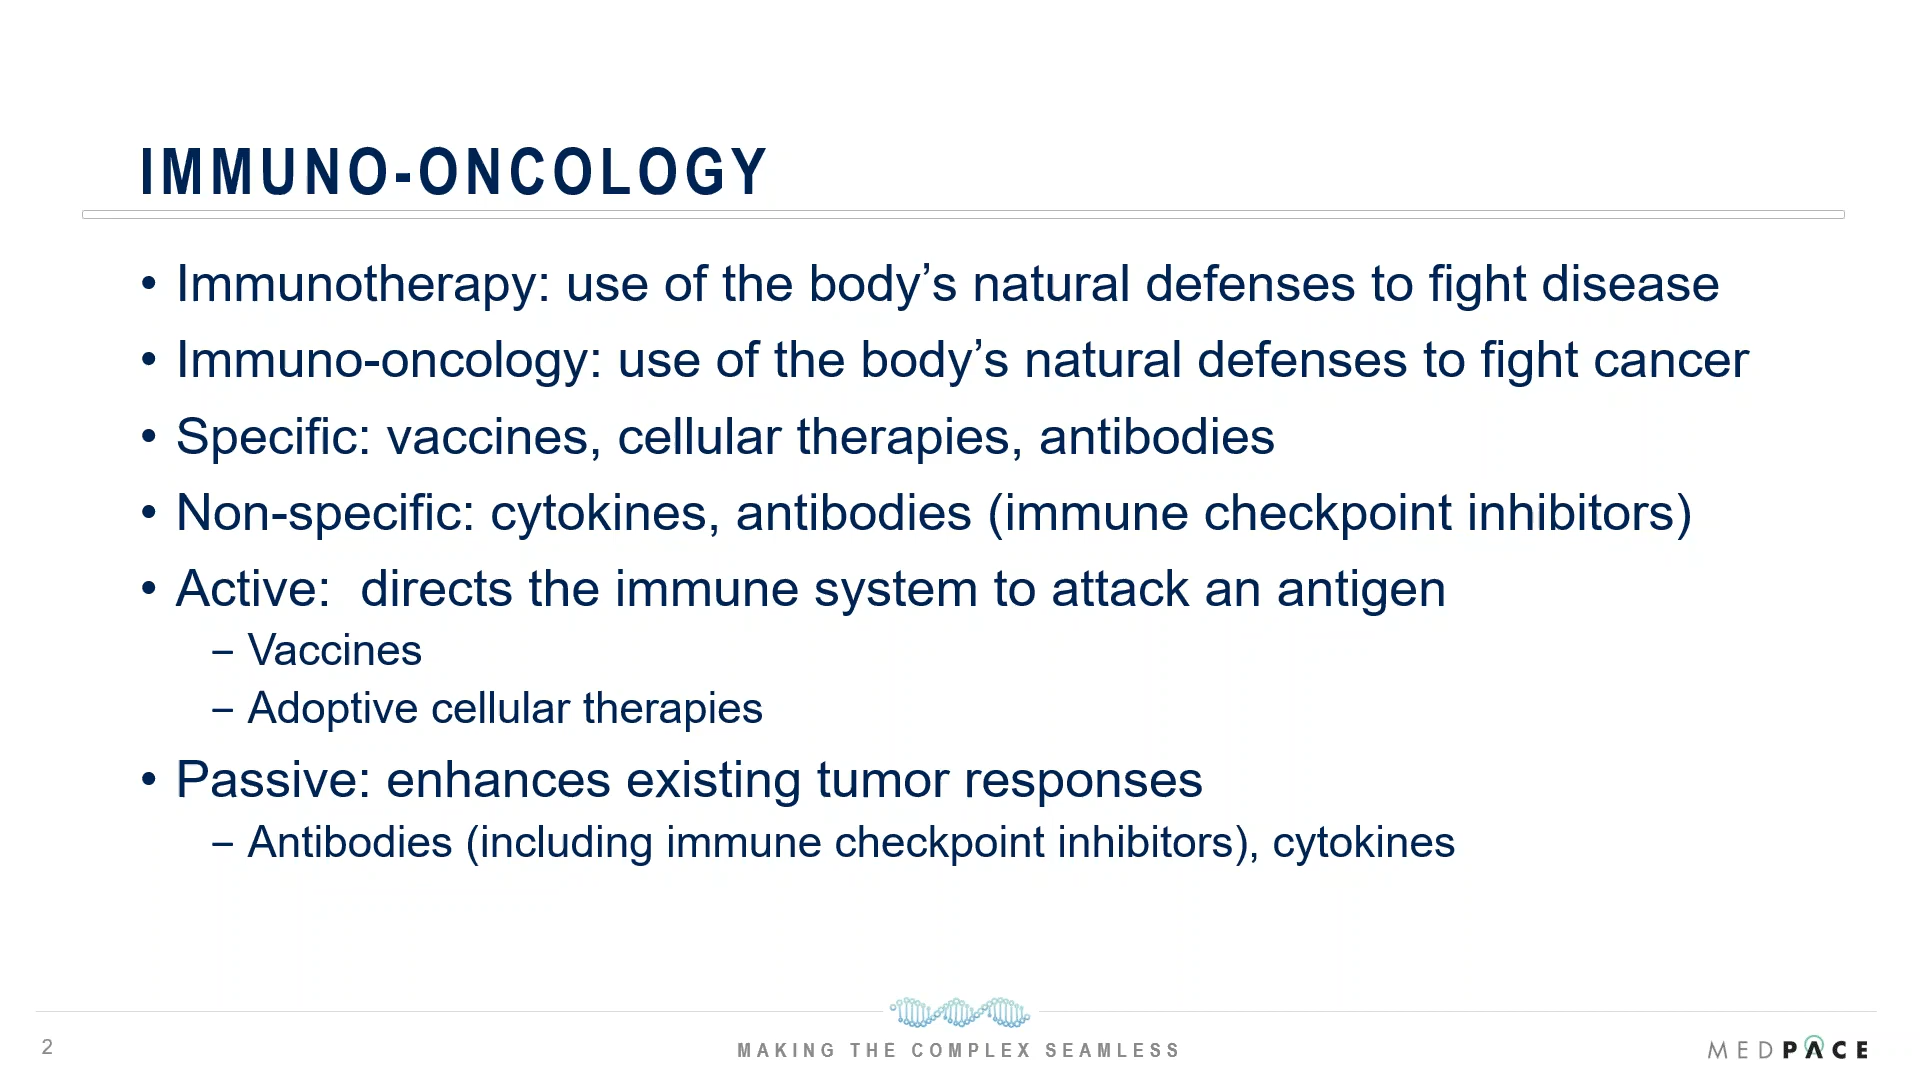 IMMUNO-ONCOLOGY
• Immunotherapy: use of the body’s natural defenses to fight disease
• Immuno-oncology: use of the body’s natural defenses to fight cancer
• Specific: vaccines, cellular therapies, antibodies
• Non-specific: cytokines, antibodies (immune checkpoint inhibitors)
• Active:  directs the immune system to attack an antigen
– Vaccines
– Adoptive cellular therapies
• Passive: enhances existing tumor responses
– Antibodies (including immune checkpoint inhibitors), cytokines
2
MAKING THE COMPLEX SEAMLESS
MEDPACE